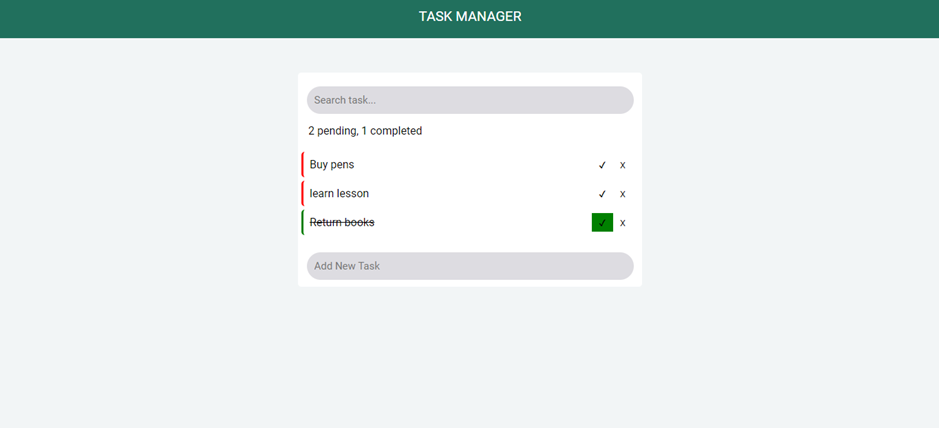 TASK MANAGER
Search task...
2 pending, 1 completed
Buy pens ✓ x
learn lesson ✓ x
Return books ✓ x
Add New Task